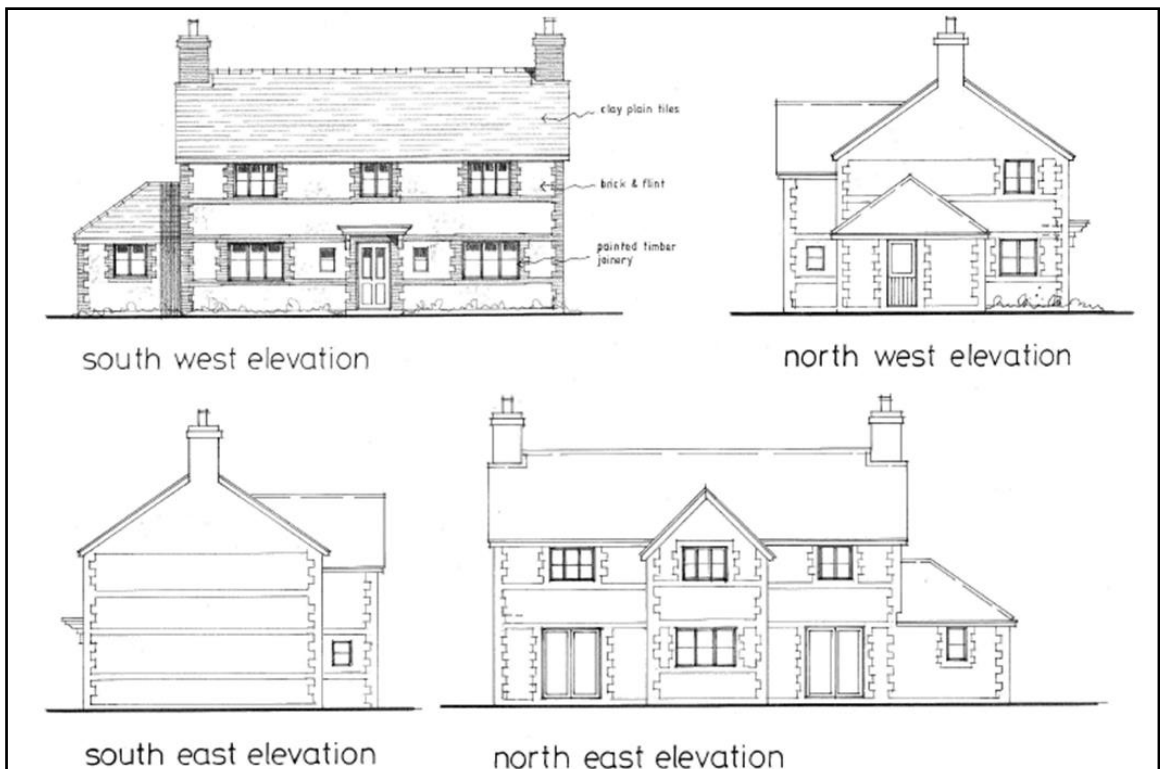 clay plain tiles
brick & flint
painted timber
joinery
south west elevation
north west elevation
south east elevation
north east elevation